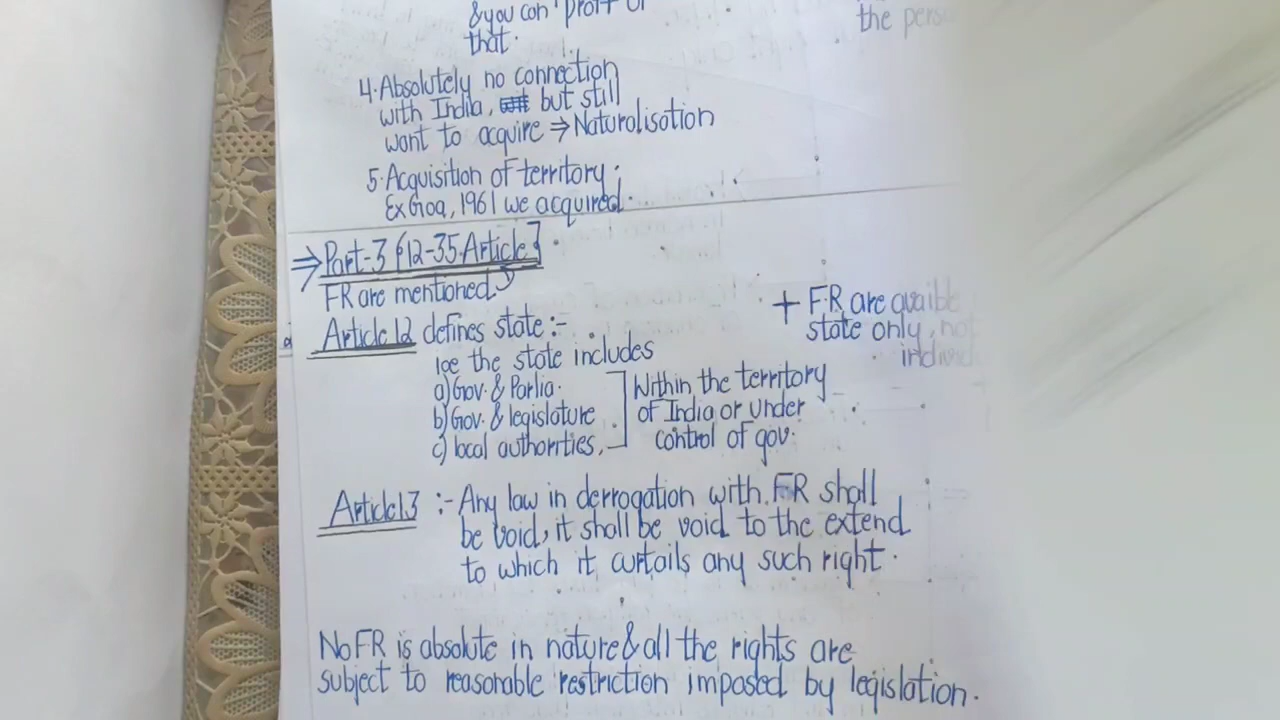 &you can
that.
the
4. Absolutely no connection
with India, but still
want to acquire ⇒ Naturalisation
5. Acquisition of territory :
Ex Goa, 1961 we acquired.
⇒ Part-3 {12-35 Article}
FR are mentioned
Article 12 defines state :-
the state includes
a) Gov. & Parlia.
b) Gov. & legislature
c) local authorities,
Within the territory
of India or under
control of gov.
+ F.R are
state only, not
Article 13 :- Any law in derrogation with FR shall
be void, it shall be void to the extend
to which it curtails any such right.
No FR is absolute in nature & all the rights are
subject to reasonable restriction imposed by legislation.